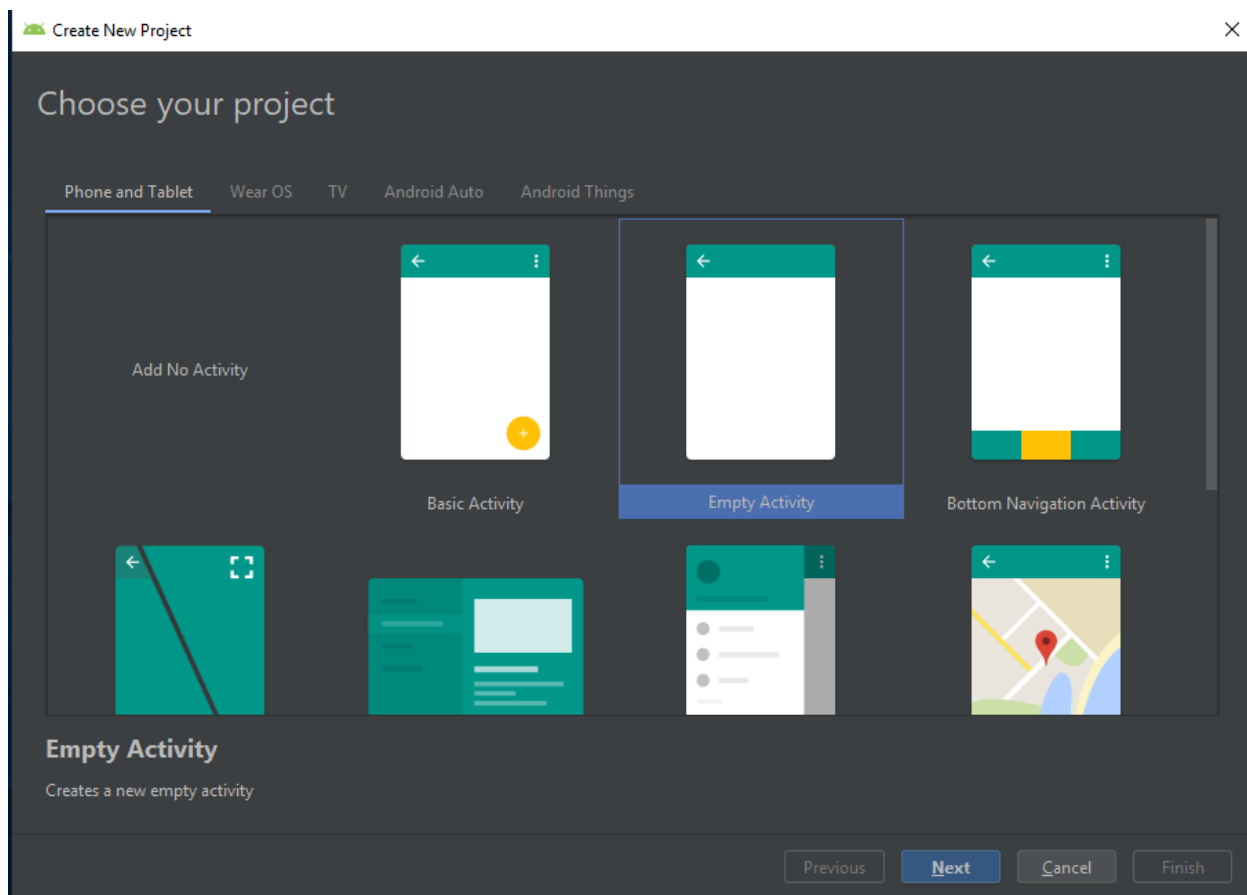 Create New Project
Choose your project
Phone and Tablet Wear OS TV Android Auto Android Things
Add No Activity
Basic Activity
Empty Activity
Bottom Navigation Activity
Empty Activity
Creates a new empty activity
Previous Next Cancel Finish